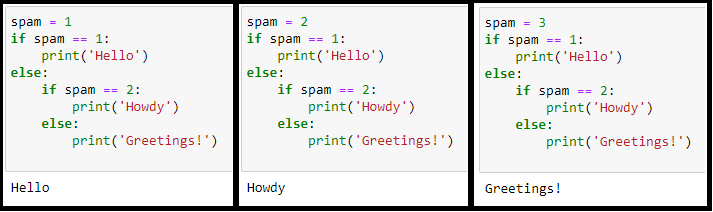 spam = 1
if spam == 1:
    print('Hello')
else:
    if spam == 2:
        print('Howdy')
    else:
        print('Greetings!')
Hello
spam = 2
if spam == 1:
    print('Hello')
else:
    if spam == 2:
        print('Howdy')
    else:
        print('Greetings!')
Howdy
spam = 3
if spam == 1:
    print('Hello')
else:
    if spam == 2:
        print('Howdy')
    else:
        print('Greetings!')
Greetings!